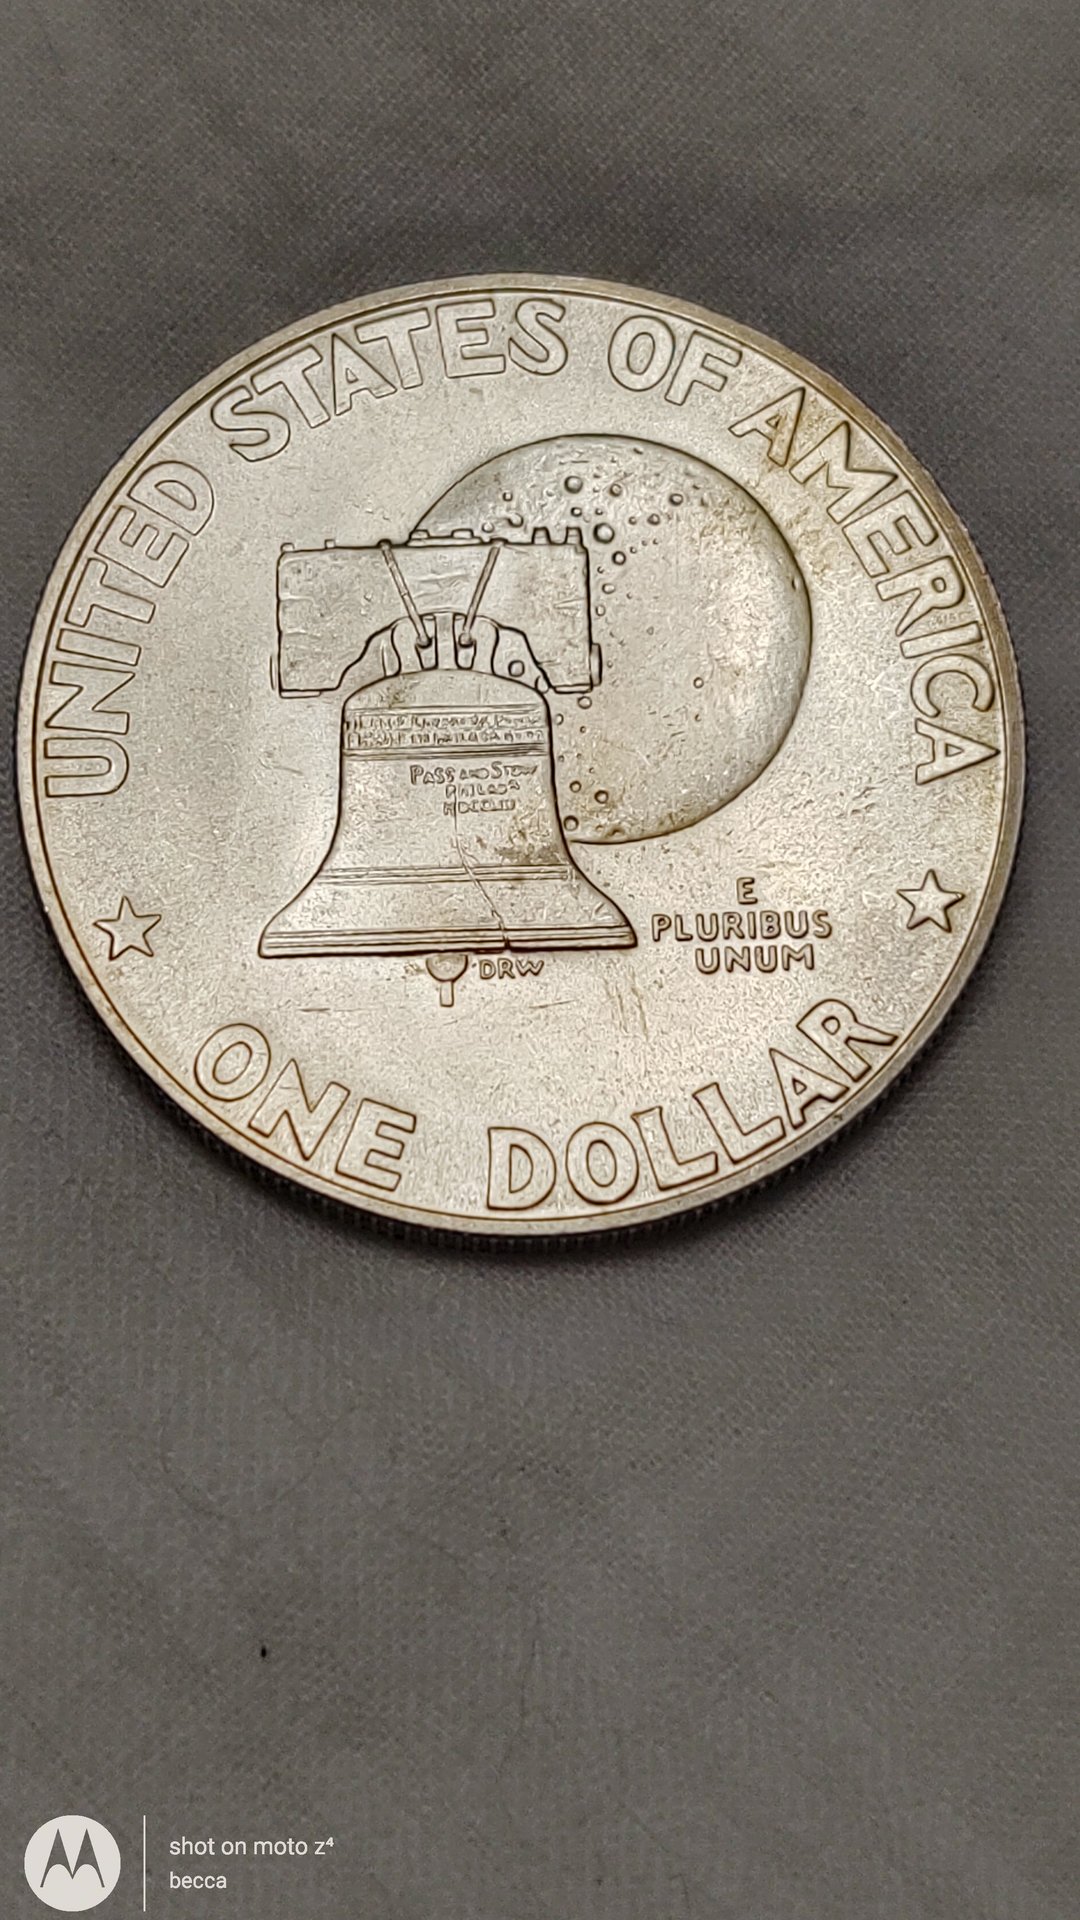 UNITED STATES OF AMERICA
PASS AND STOW
PHILADA
MDCCLIII
E
PLURIBUS
UNUM
DRW
ONE DOLLAR
shot on moto z⁴
becca